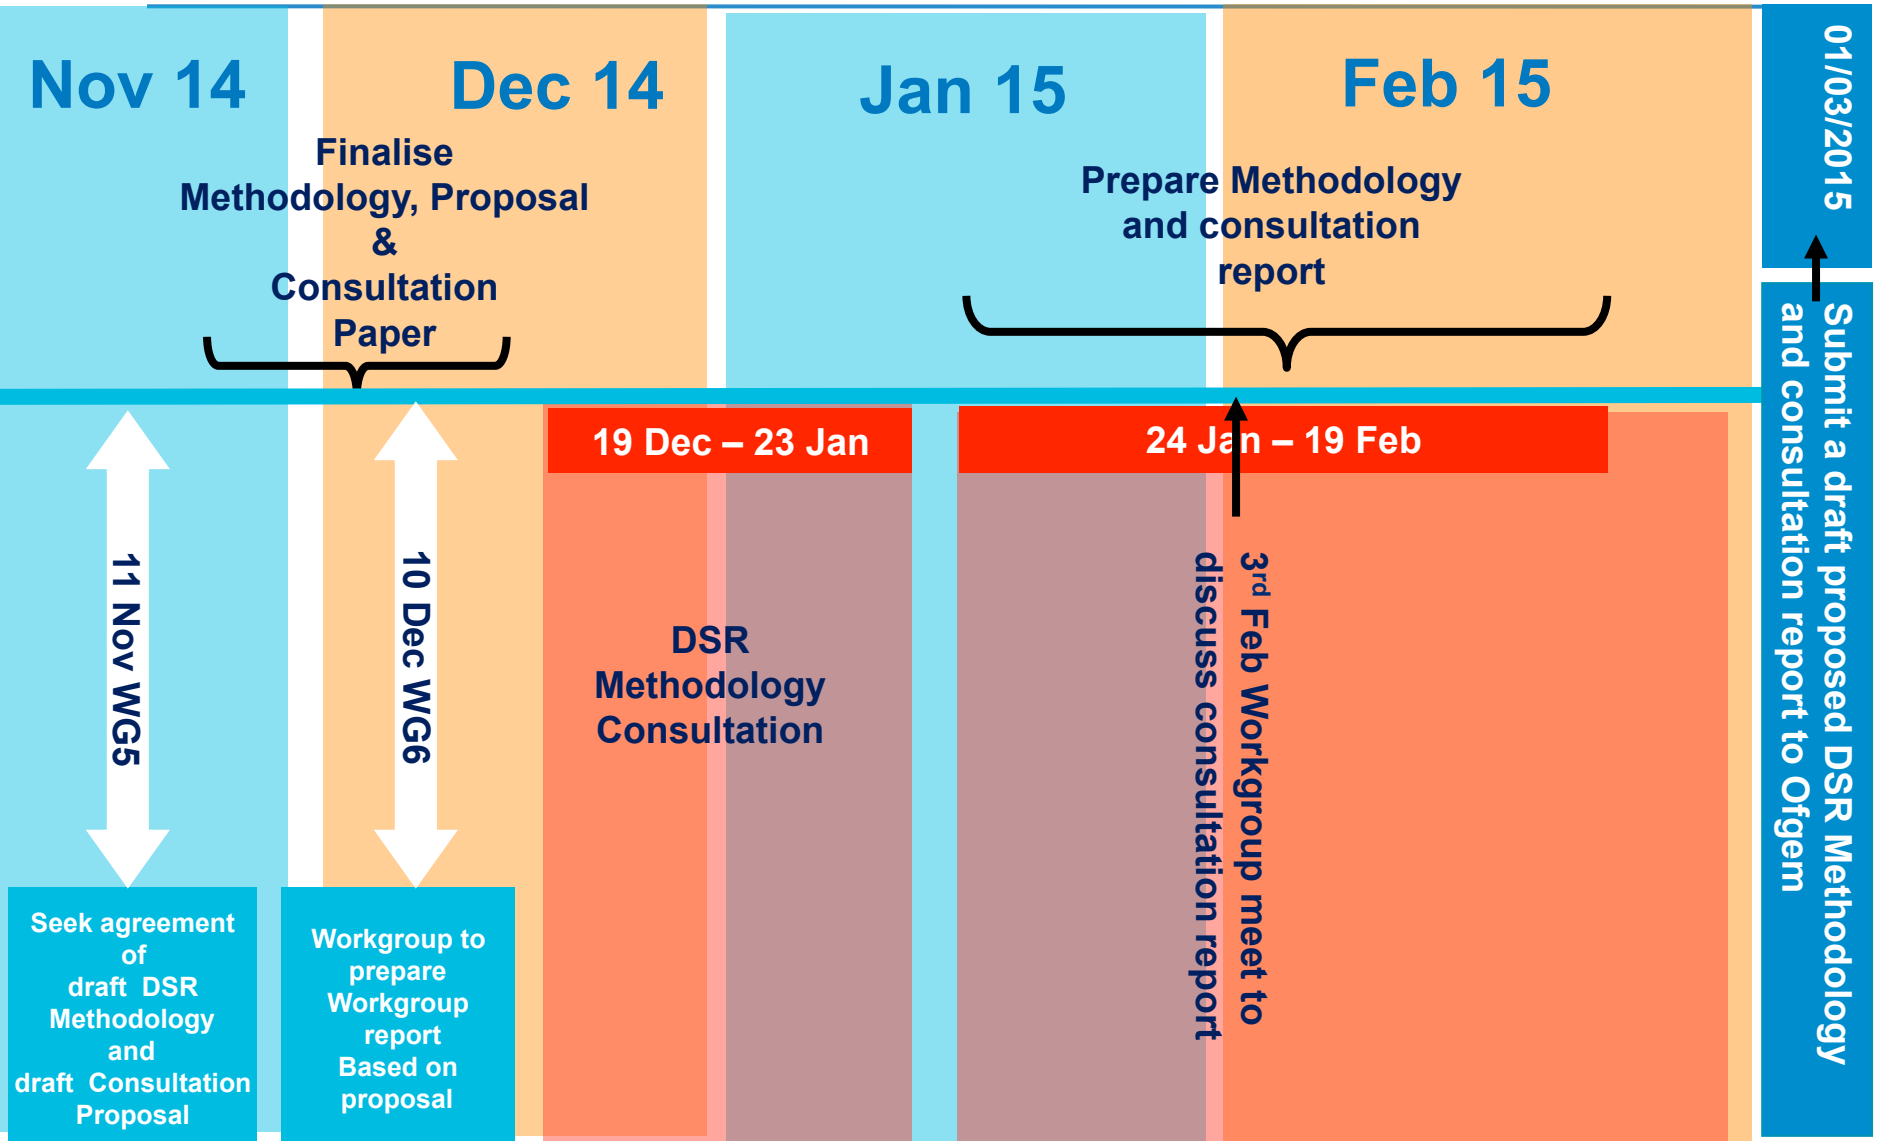 Nov 14
Dec 14
Jan 15
Feb 15
01/03/2015
Finalise
Methodology, Proposal
&
Consultation
Paper
Prepare Methodology
and consultation
report
19 Dec – 23 Jan
24 Jan – 19 Feb
11 Nov WG5
10 Dec WG6
DSR
Methodology
Consultation
3rd Feb Workgroup meet to
discuss consultation report
Submit a draft proposed DSR Methodology
and consultation report to Ofgem
Seek agreement
of
draft DSR
Methodology
and
draft Consultation
Proposal
Workgroup to
prepare
Workgroup
report
Based on
proposal